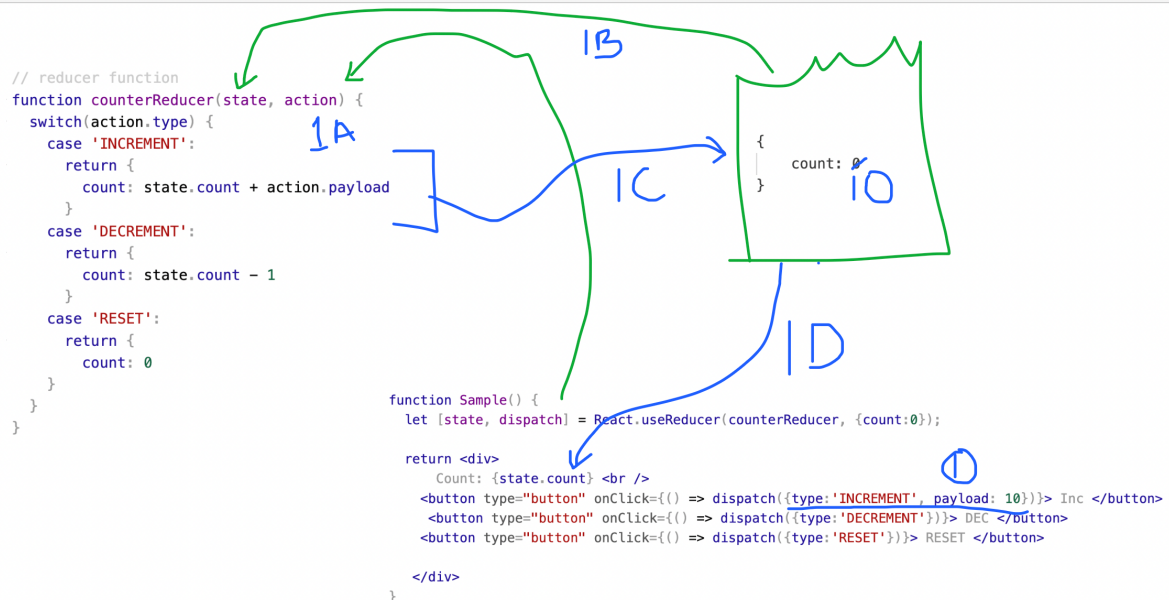 1B
// reducer function
function counterReducer(state, action) {
  switch(action.type) {
    case 'INCREMENT':
      return {
        count: state.count + action.payload
      }
    case 'DECREMENT':
      return {
        count: state.count - 1
      }
    case 'RESET':
      return {
        count: 0
    }
  }
}
1A
1C
{
    count: 0
10
}
1D
function Sample() {
  let [state, dispatch] = React.useReducer(counterReducer, {count:0});
  return <div>
      Count: {state.count} <br />
    <button type="button" onClick={() => dispatch({type:'INCREMENT', payload: 10})}> Inc </button>
     <button type="button" onClick={() => dispatch({type:'DECREMENT'})}> DEC </button>
    <button type="button" onClick={() => dispatch({type:'RESET'})}> RESET </button>
   </div>
}
1